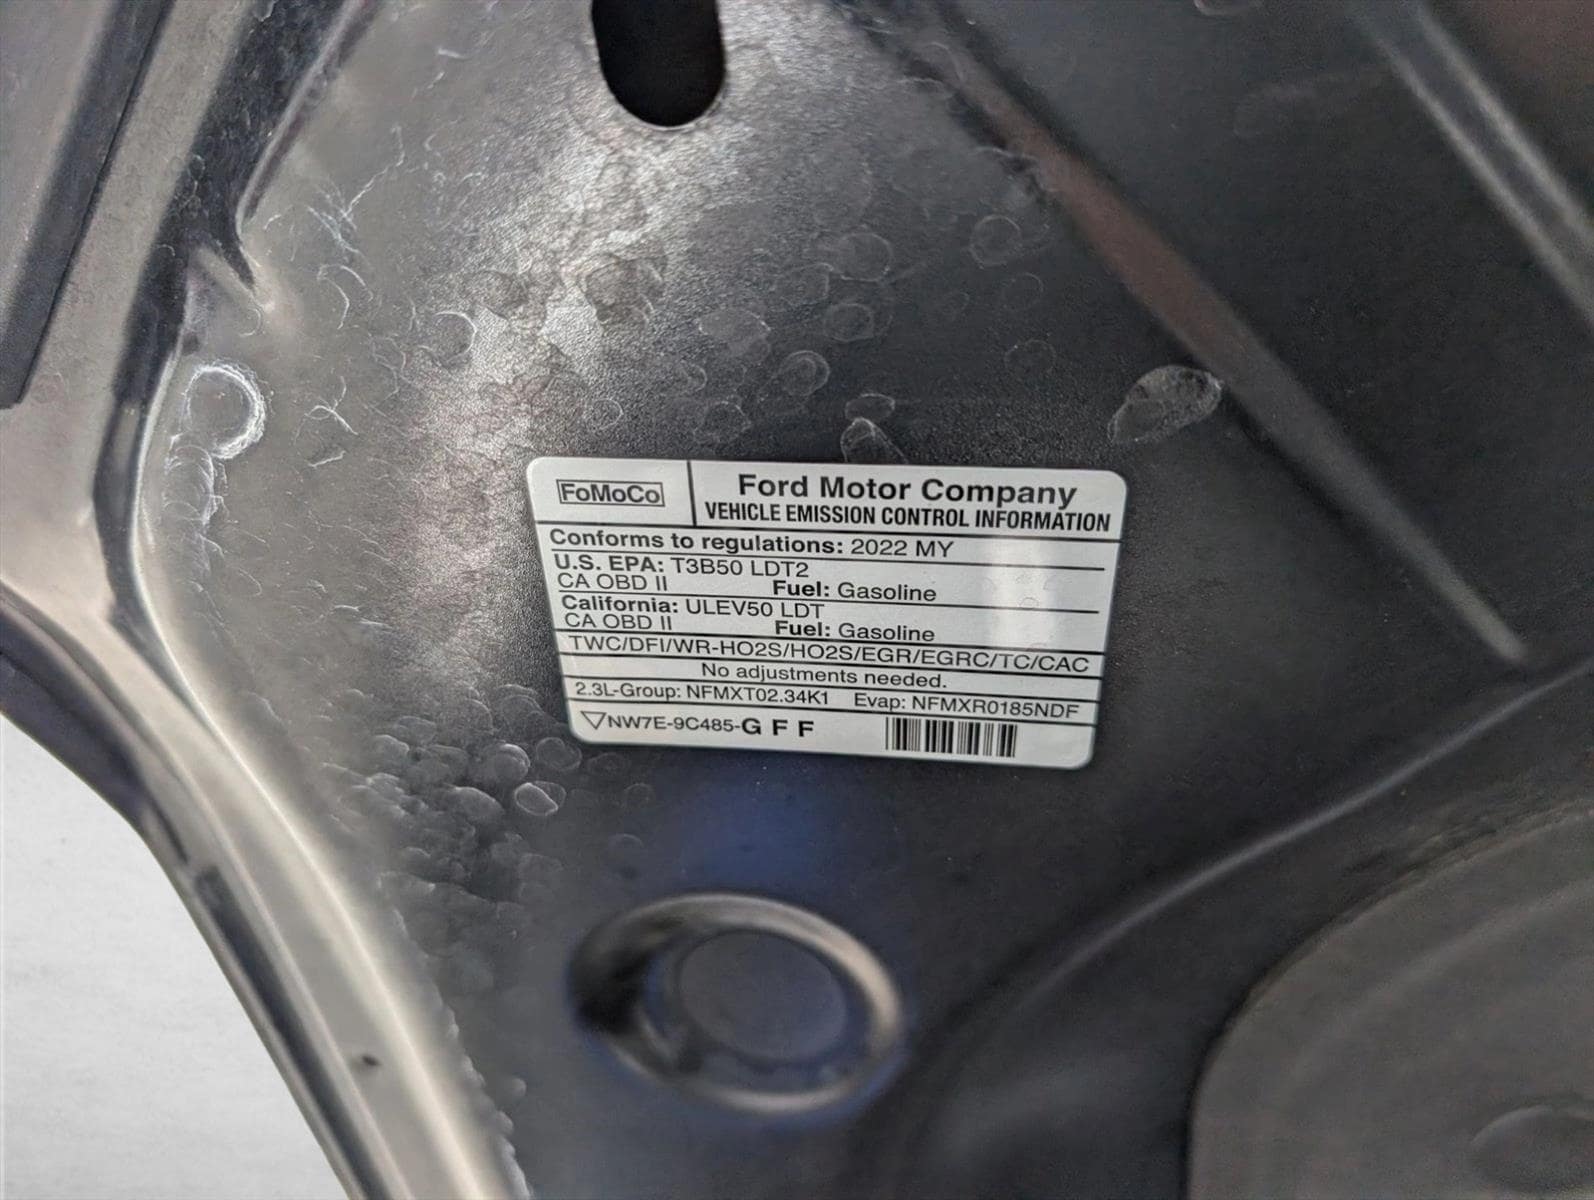 FoMoCo
Ford Motor Company
VEHICLE EMISSION CONTROL INFORMATION
Conforms to regulations: 2022 MY
U.S. EPA: T3B50 LDT2
CA OBD II Fuel: Gasoline
California: ULEV50 LDT
CA OBD II Fuel: Gasoline
TWC/DFI/WR-HO2S/HO2S/EGR/EGRC/TC/CAC
No adjustments needed.
2.3L-Group: NFMXT02.34K1 Evap: NFMXR0185NDF
NW7E-9C485-G F F